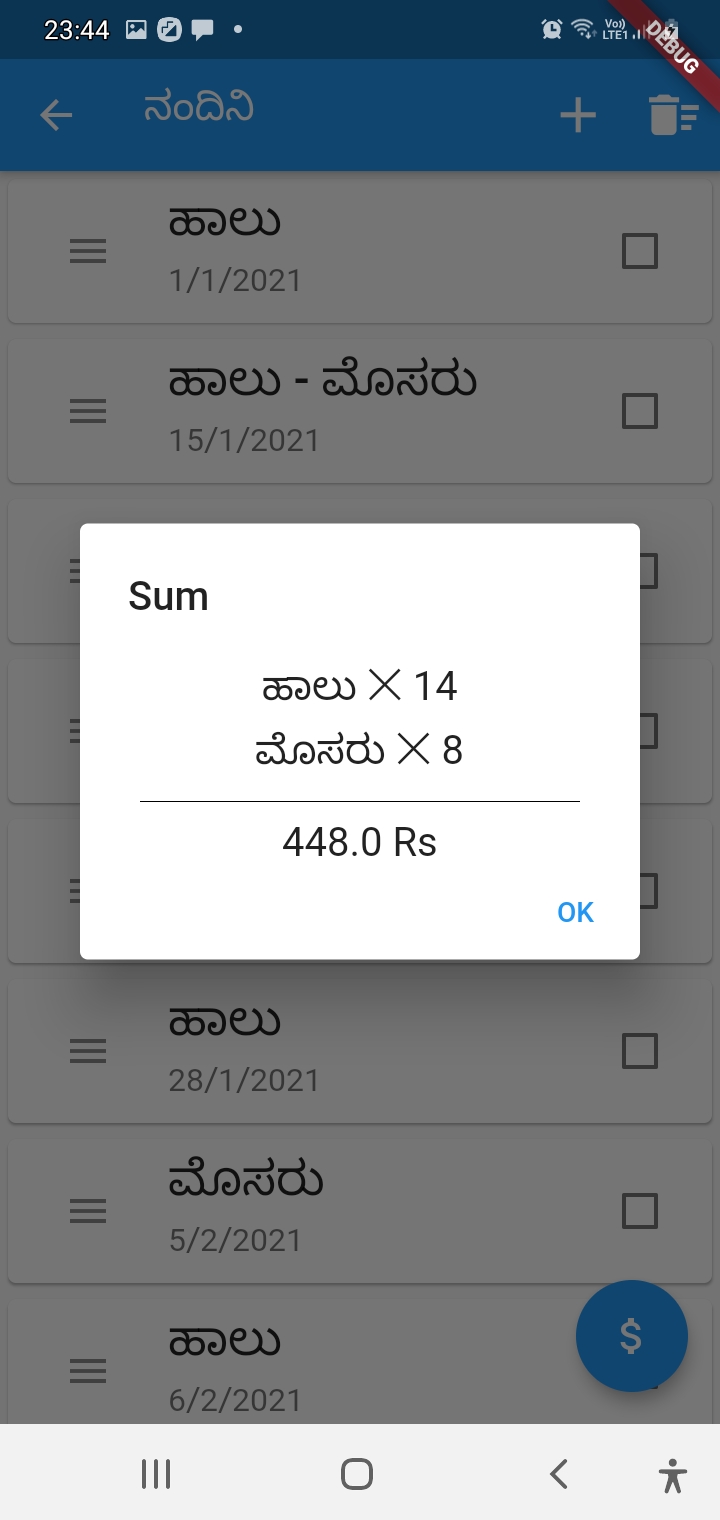 23:44
Vo)
LTE1
DEBUG
ನಂದಿನಿ
ಹಾಲು
1/1/2021
ಹಾಲು - ಮೊಸರು
15/1/2021
Sum
ಹಾಲು × 14
ಮೊಸರು × 8
448.0 Rs
OK
ಹಾಲು
28/1/2021
ಮೊಸರು
5/2/2021
ಹಾಲು
6/2/2021
$